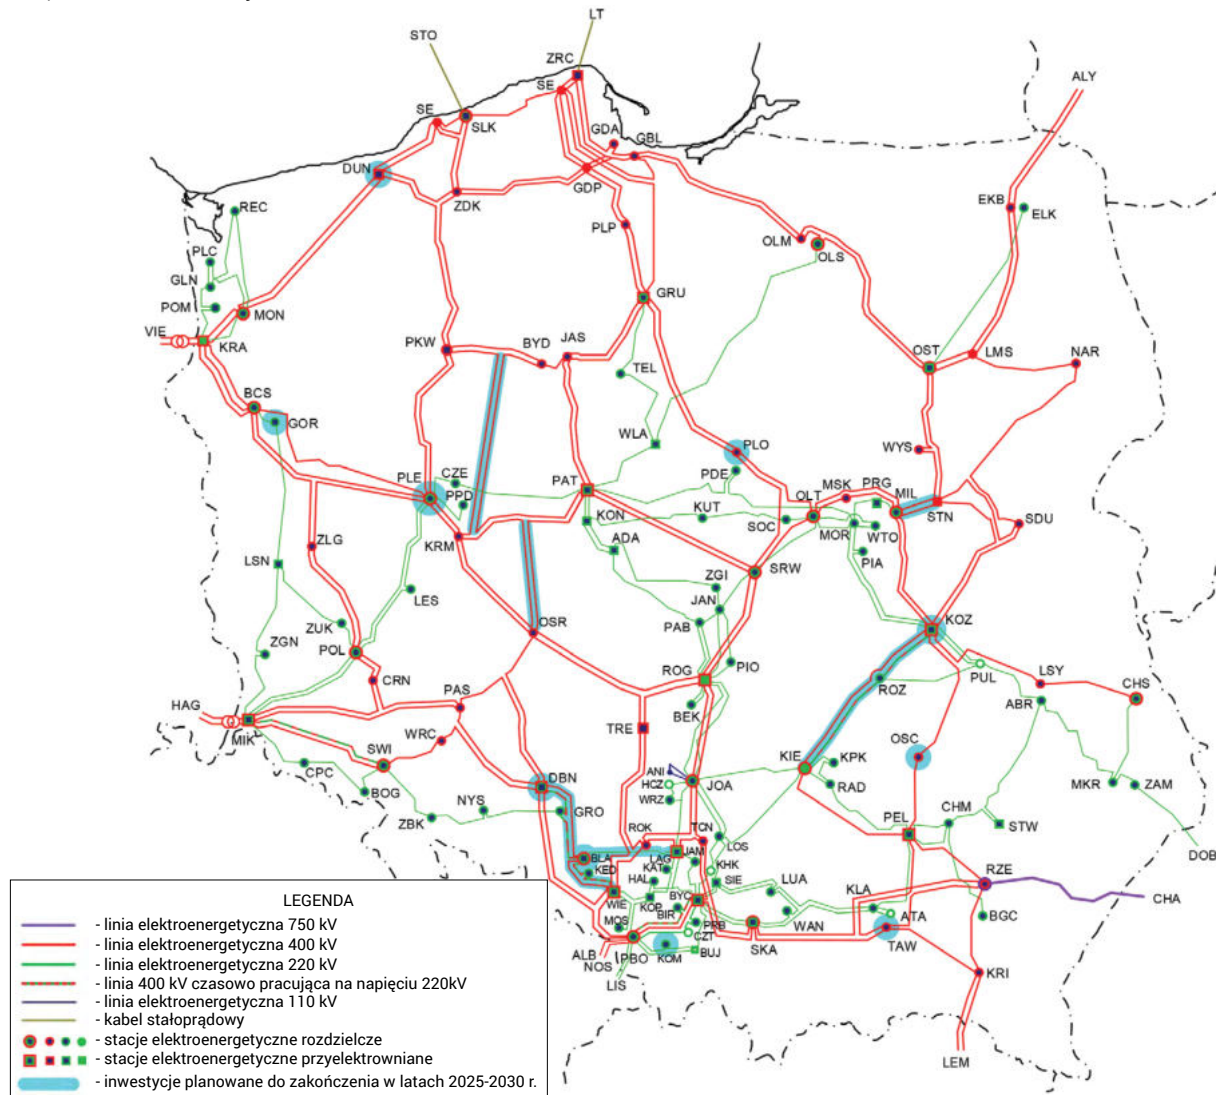 LT
STO
ZRC
SE
ALY
SE
SLK
GDA
GBL
DUN
GDP
ZDK
REC
EKB
ELK
PLP
OLM
OLS
PLC
GLN
POM
MON
GRU
VIE
KRA
PKW
BYD
JAS
OST
LMS
NAR
TEL
BCS
GOR
WLA
WYS
PLO
PLE
CZE
PDE
PPD
PAT
MSK
PRG
MIL
OLT
STN
KON
KUT
SOC
MOR
WTO
SDU
KRM
ADA
PIA
ZLG
LSN
SRW
ZGI
LES
JAN
ZUK
OSR
PAB
KOZ
ZGN
POL
ROG
PIO
PUL
LSY
CHS
CRN
ROZ
PAS
BEK
ABR
HAG
MIK
WRC
TRE
OSC
SWI
KIE
KPK
ANI
HCZ
JOA
CPC
DBN
WRZ
RAD
MKR
ZAM
BOG
NYS
GRO
ZBK
CHM
STW
ROK
TCN
LOS
PEL
DOB
BLA
LAG
JAM
KED
KAT
KHK
HAL
SIE
LUA
RZE
KLA
CHA
WIE
KOP
BYC
BIR
MOS
PRB
WAN
ATA
BGC
CZT
SKA
TAW
ALB
NOS
PBO
KOM
BUJ
LIS
KRI
LEM
LEGENDA
- linia elektroenergetyczna 750 kV
- linia elektroenergetyczna 400 kV
- linia elektroenergetyczna 220 kV
- linia 400 kV czasowo pracująca na napięciu 220kV
- linia elektroenergetyczna 110 kV
- kabel stałoprądowy
- stacje elektroenergetyczne rozdzielcze
- stacje elektroenergetyczne przyelektrowniane
- inwestycje planowane do zakończenia w latach 2025-2030 r.